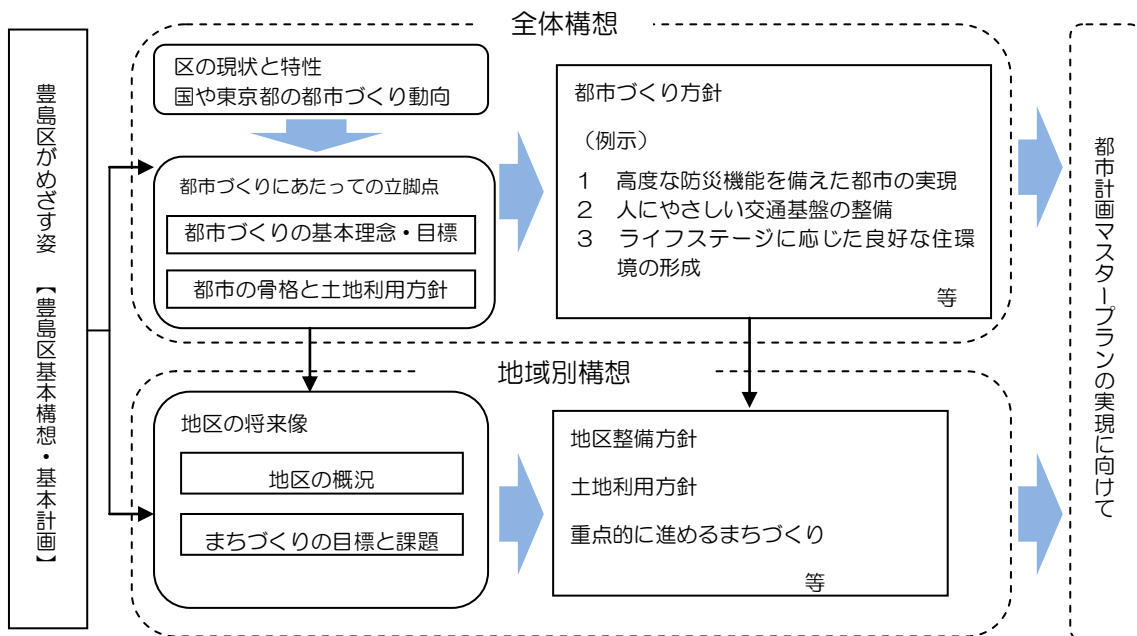 豊島区がめざす姿　【豊島区基本構想・基本計画】
全体構想
区の現状と特性
国や東京都の都市づくり動向
都市づくりにあたっての立脚点
都市づくりの基本理念・目標
都市の骨格と土地利用方針
都市づくり方針
（例示）
１　高度な防災機能を備えた都市の実現
２　人にやさしい交通基盤の整備
３　ライフステージに応じた良好な住環
境の形成
等
地域別構想
地区の将来像
地区の概況
まちづくりの目標と課題
地区整備方針
土地利用方針
重点的に進めるまちづくり
等
都市計画マスタープランの実現に向けて